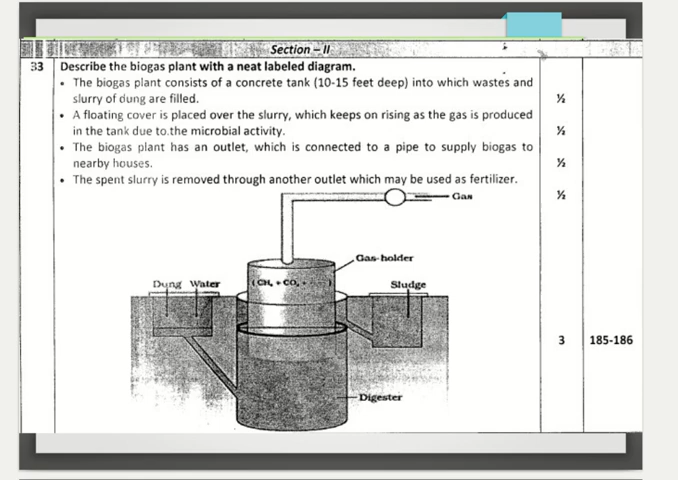 Section – II
33 Describe the biogas plant with a neat labeled diagram.
• The biogas plant consists of a concrete tank (10-15 feet deep) into which wastes and
slurry of dung are filled. ½
• A floating cover is placed over the slurry, which keeps on rising as the gas is produced
in the tank due to the microbial activity. ½
• The biogas plant has an outlet, which is connected to a pipe to supply biogas to
nearby houses. ½
• The spent slurry is removed through another outlet which may be used as fertilizer. ½
Gas
Gas-holder
Dung Water
(CH₄ + CO₂ +
Sludge
3 185-186
Digester